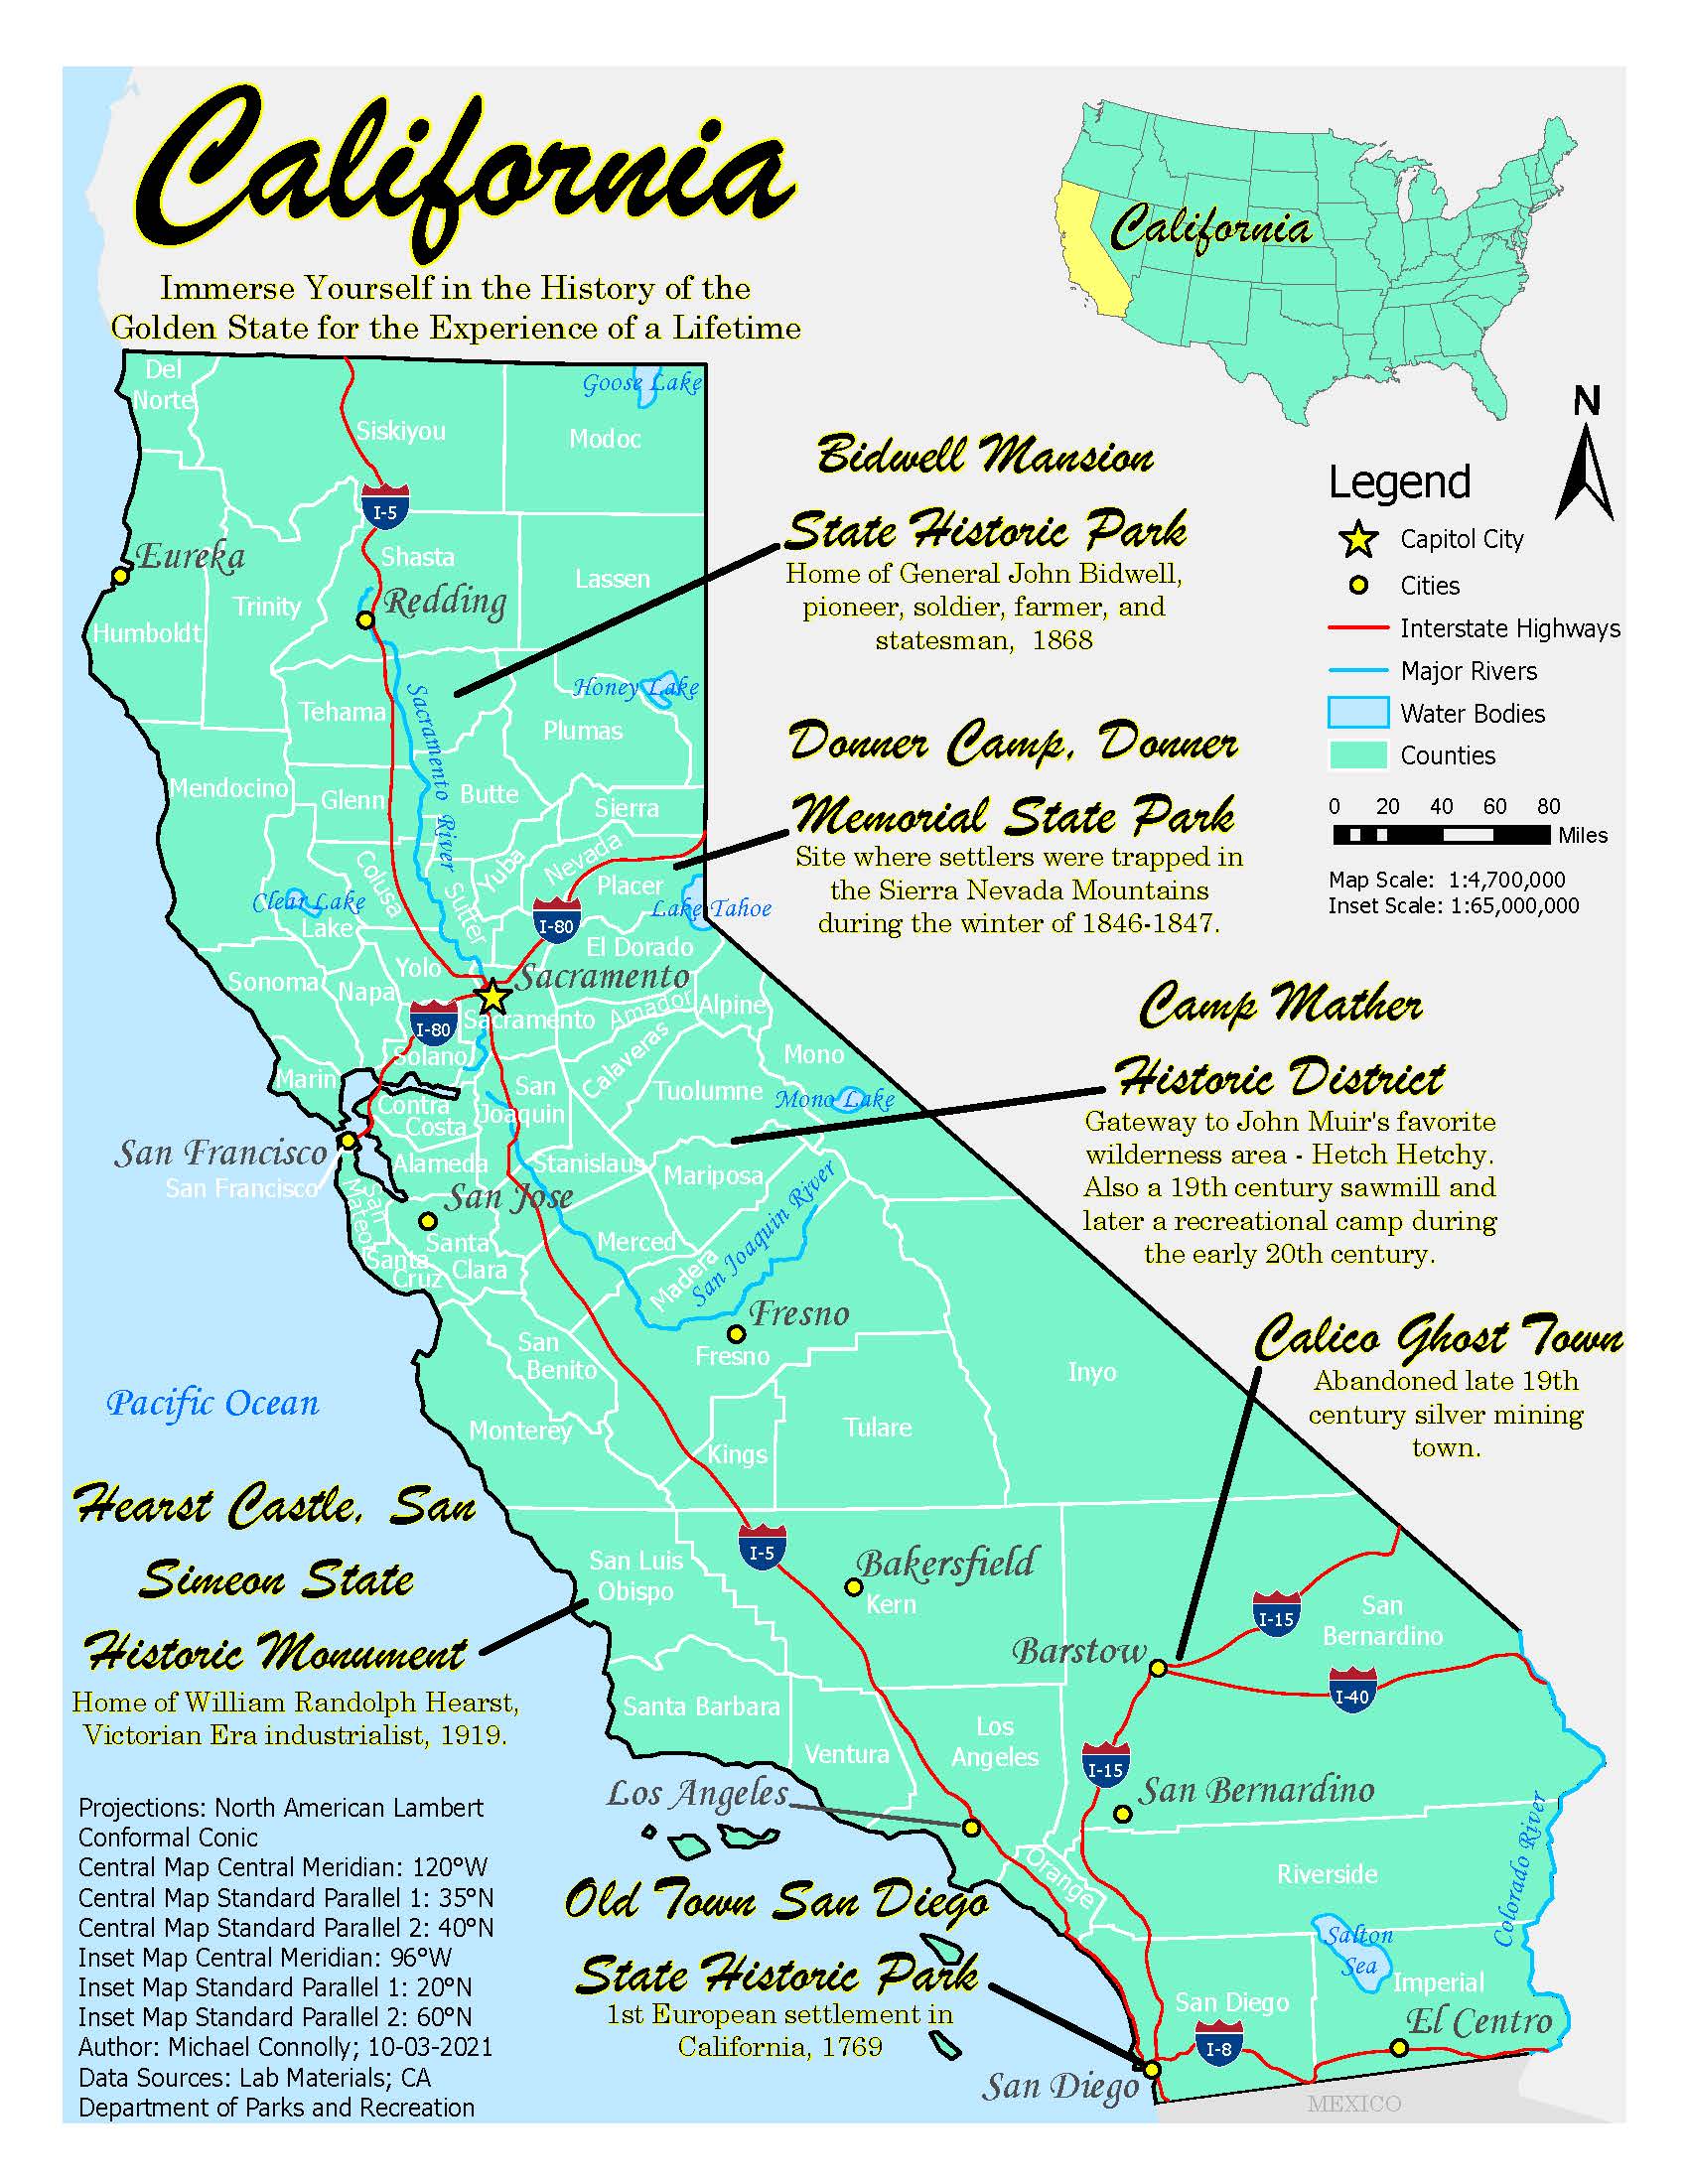 California
Immerse Yourself in the History of the
Golden State for the Experience of a Lifetime
California
N
Legend
Capitol City
Cities
Interstate Highways
Major Rivers
Water Bodies
Counties
0 20 40 60 80
Miles
Map Scale: 1:4,700,000
Inset Scale: 1:65,000,000
Bidwell Mansion
State Historic Park
Home of General John Bidwell,
pioneer, soldier, farmer, and
statesman, 1868
Donner Camp, Donner
Memorial State Park
Site where settlers were trapped in
the Sierra Nevada Mountains
during the winter of 1846-1847.
Camp Mather
Historic District
Gateway to John Muir's favorite
wilderness area - Hetch Hetchy.
Also a 19th century sawmill and
later a recreational camp during
the early 20th century.
Calico Ghost Town
Abandoned late 19th
century silver mining
town.
Del
Norte
Siskiyou
Modoc
Goose Lake
I-5
Eureka
Shasta
Lassen
Redding
Trinity
Humboldt
Honey Lake
Tehama
Sacramento River
Plumas
Mendocino
Glenn
Butte
Sierra
Colusa
Yuba
Nevada
Sutter
Placer
Clear Lake
Lake
Lake Tahoe
I-80
El Dorado
Yolo
Sacramento
Sonoma
Napa
Amador
Alpine
I-80
Sacramento
Solano
Calaveras
Mono
Marin
San
Joaquin
Tuolumne
Mono Lake
Contra
Costa
San Francisco
San Francisco
Alameda
Stanislaus
Mariposa
San
Mateo
San Jose
San Joaquin River
Santa
Clara
Santa
Cruz
Merced
Madera
Fresno
Fresno
San
Benito
Inyo
Pacific Ocean
Monterey
Kings
Tulare
Hearst Castle, San
Simeon State
Historic Monument
Home of William Randolph Hearst,
Victorian Era industrialist, 1919.
San Luis
Obispo
I-5
Bakersfield
Kern
I-15
San
Bernardino
Barstow
I-40
Santa Barbara
Ventura
Los
Angeles
I-15
San Bernardino
Los Angeles
Colorado River
Orange
Riverside
Old Town San Diego
State Historic Park
1st European settlement in
California, 1769
Salton
Sea
Imperial
San Diego
El Centro
I-8
San Diego
MEXICO
Projections: North American Lambert
Conformal Conic
Central Map Central Meridian: 120°W
Central Map Standard Parallel 1: 35°N
Central Map Standard Parallel 2: 40°N
Inset Map Central Meridian: 96°W
Inset Map Standard Parallel 1: 20°N
Inset Map Standard Parallel 2: 60°N
Author: Michael Connolly; 10-03-2021
Data Sources: Lab Materials; CA
Department of Parks and Recreation